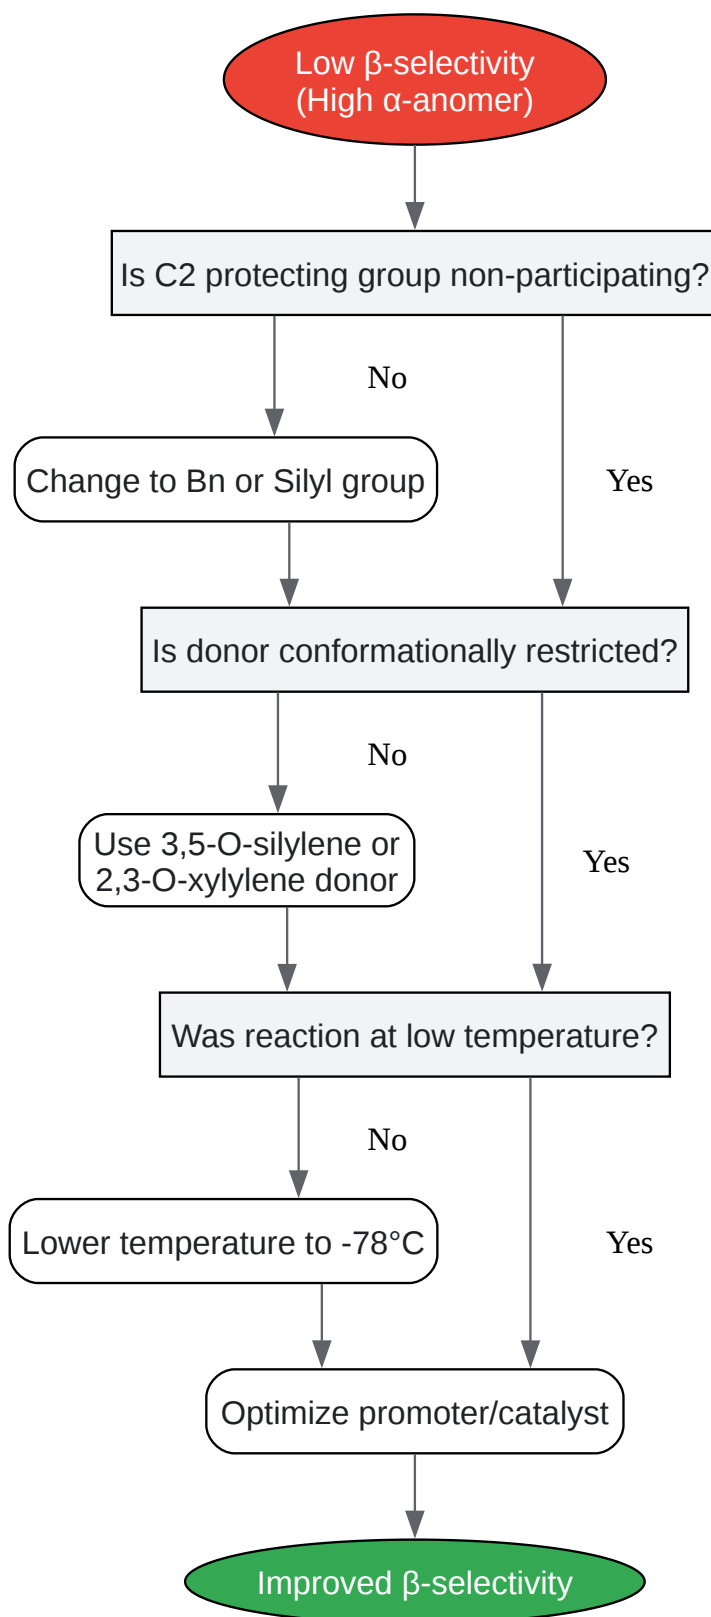 Low β-selectivity
(High α-anomer)
Is C2 protecting group non-participating?
No
Change to Bn or Silyl group
Yes
Is donor conformationally restricted?
No
Use 3,5-O-silylene or
2,3-O-xylylene donor
Yes
Was reaction at low temperature?
No
Lower temperature to -78°C
Yes
Optimize promoter/catalyst
Improved β-selectivity